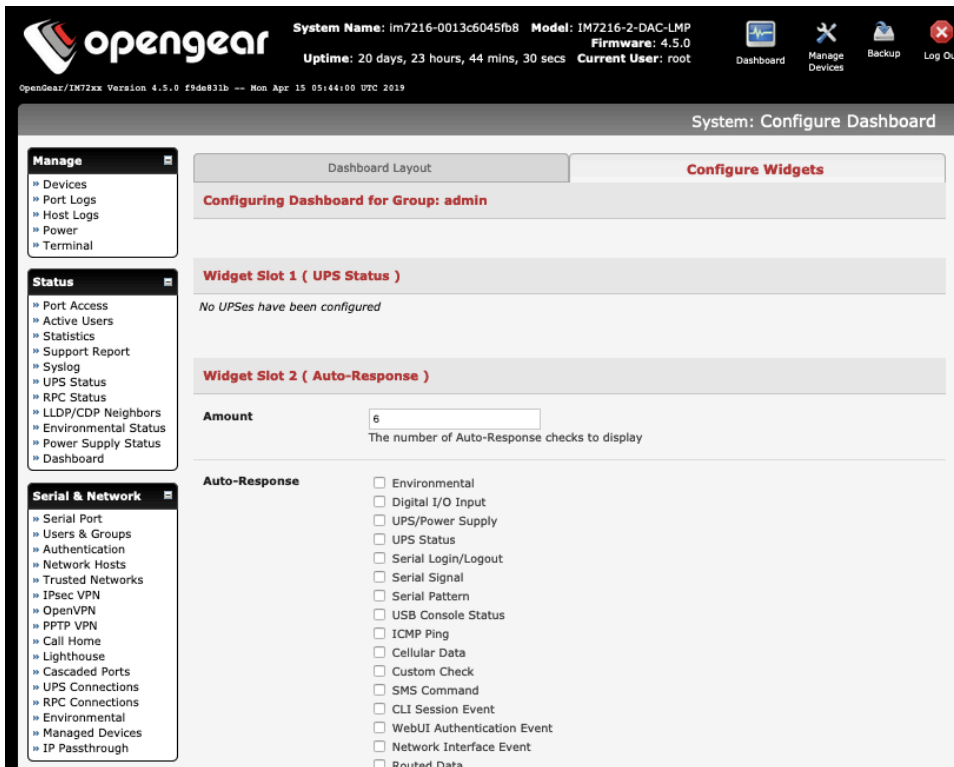 opengear
System Name: im7216-0013c6045fb8 Model: IM7216-2-DAC-LMP
Firmware: 4.5.0
Uptime: 20 days, 23 hours, 44 mins, 30 secs Current User: root
Dashboard
Manage
Devices
Backup
Log Ou
OpenGear/IM72xx Version 4.5.0 f9de831b -- Mon Apr 15 05:44:00 UTC 2019
System: Configure Dashboard
Manage
» Devices
» Port Logs
» Host Logs
» Power
» Terminal
Status
» Port Access
» Active Users
» Statistics
» Support Report
» Syslog
» UPS Status
» RPC Status
» LLDP/CDP Neighbors
» Environmental Status
» Power Supply Status
» Dashboard
Serial & Network
» Serial Port
» Users & Groups
» Authentication
» Network Hosts
» Trusted Networks
» IPsec VPN
» OpenVPN
» PPTP VPN
» Call Home
» Lighthouse
» Cascaded Ports
» UPS Connections
» RPC Connections
» Environmental
» Managed Devices
» IP Passthrough
Dashboard Layout
Configure Widgets
Configuring Dashboard for Group: admin
Widget Slot 1 ( UPS Status )
No UPSes have been configured
Widget Slot 2 ( Auto-Response )
Amount
6
The number of Auto-Response checks to display
Auto-Response
Environmental
Digital I/O Input
UPS/Power Supply
UPS Status
Serial Login/Logout
Serial Signal
Serial Pattern
USB Console Status
ICMP Ping
Cellular Data
Custom Check
SMS Command
CLI Session Event
WebUI Authentication Event
Network Interface Event
Routed Data